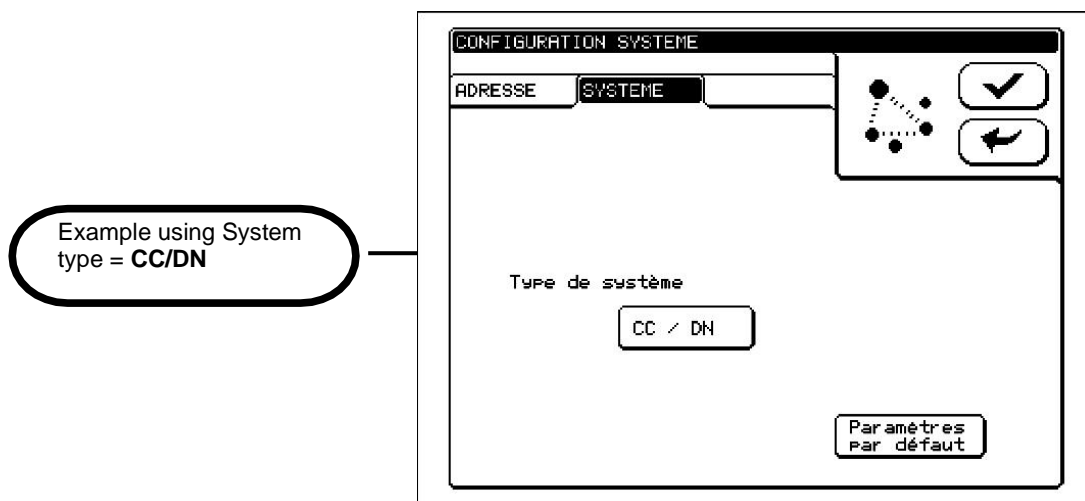 CONFIGURATION SYSTEME
ADRESSE SYSTEME
Example using System
type = CC/DN
Type de système
CC / DN
Paramètres
par défaut